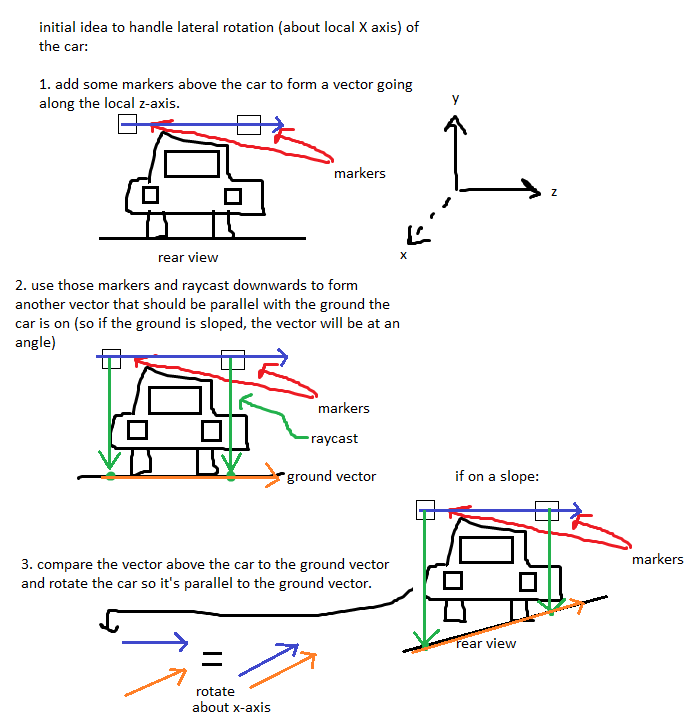 initial idea to handle lateral rotation (about local X axis) of
the car:
1. add some markers above the car to form a vector going
along the local z-axis.
y
markers
z
rear view
x
2. use those markers and raycast downwards to form
another vector that should be parallel with the ground the
car is on (so if the ground is sloped, the vector will be at an
angle)
markers
raycast
ground vector
if on a slope:
markers
3. compare the vector above the car to the ground vector
and rotate the car so it's parallel to the ground vector.
rear view
=
rotate
about x-axis